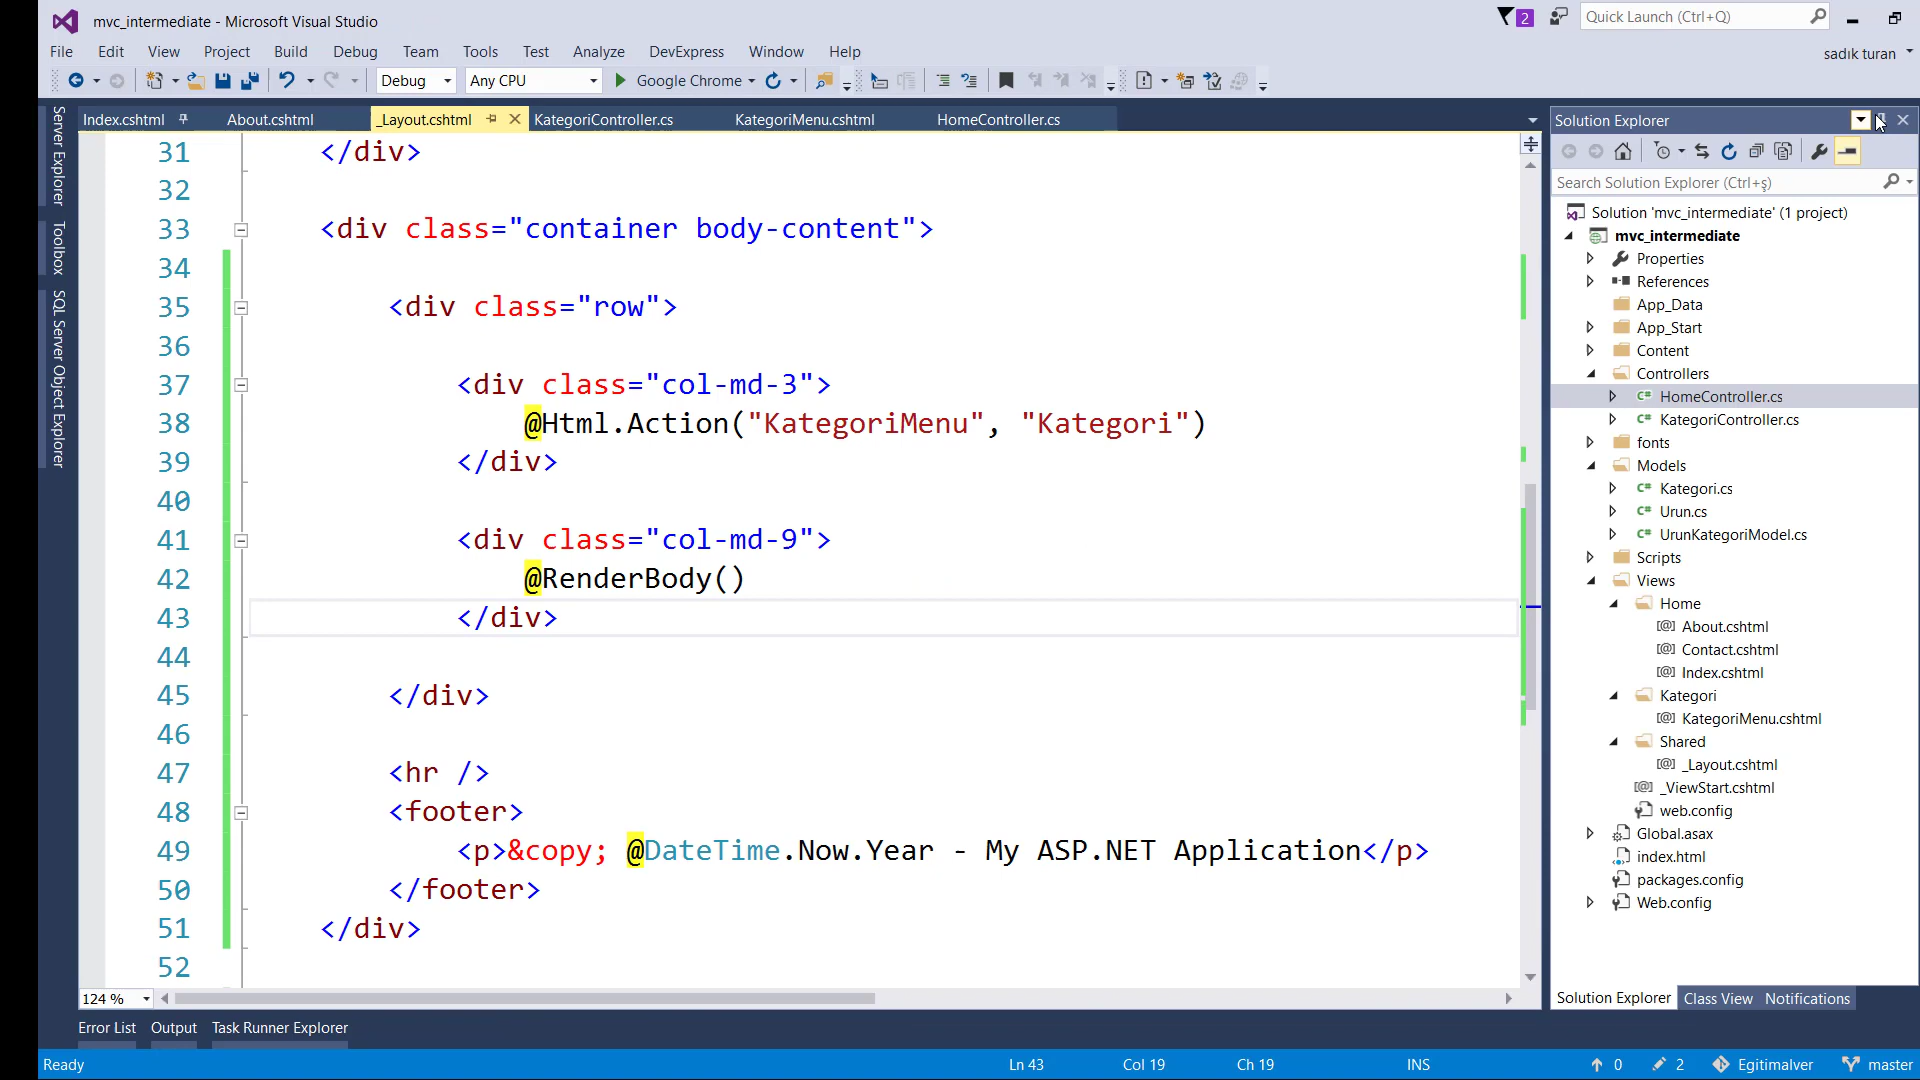 mvc_intermediate - Microsoft Visual Studio
2
Quick Launch (Ctrl+Q)
File Edit View Project Build Debug Team Tools Test Analyze DevExpress Window Help
sadık turan
Debug Any CPU Google Chrome
Server Explorer
Toolbox
SQL Server Object Explorer
Index.cshtml About.cshtml _Layout.cshtml KategoriController.cs KategoriMenu.cshtml HomeController.cs
31 </div>
32
33 <div class="container body-content">
34
35 <div class="row">
36
37 <div class="col-md-3">
38 @Html.Action("KategoriMenu", "Kategori")
39 </div>
40
41 <div class="col-md-9">
42 @RenderBody()
43 </div>
44
45 </div>
46
47 <hr />
48 <footer>
49 <p>&copy; @DateTime.Now.Year - My ASP.NET Application</p>
50 </footer>
51 </div>
52
124 %
Solution Explorer
Search Solution Explorer (Ctrl+ş)
Solution 'mvc_intermediate' (1 project)
mvc_intermediate
Properties
References
App_Data
App_Start
Content
Controllers
HomeController.cs
KategoriController.cs
fonts
Models
Kategori.cs
Urun.cs
UrunKategoriModel.cs
Scripts
Views
Home
About.cshtml
Contact.cshtml
Index.cshtml
Kategori
KategoriMenu.cshtml
Shared
_Layout.cshtml
_ViewStart.cshtml
web.config
Global.asax
index.html
packages.config
Web.config
Solution Explorer Class View Notifications
Error List Output Task Runner Explorer
Ready Ln 43 Col 19 Ch 19 INS 0 2 Egitimalver master